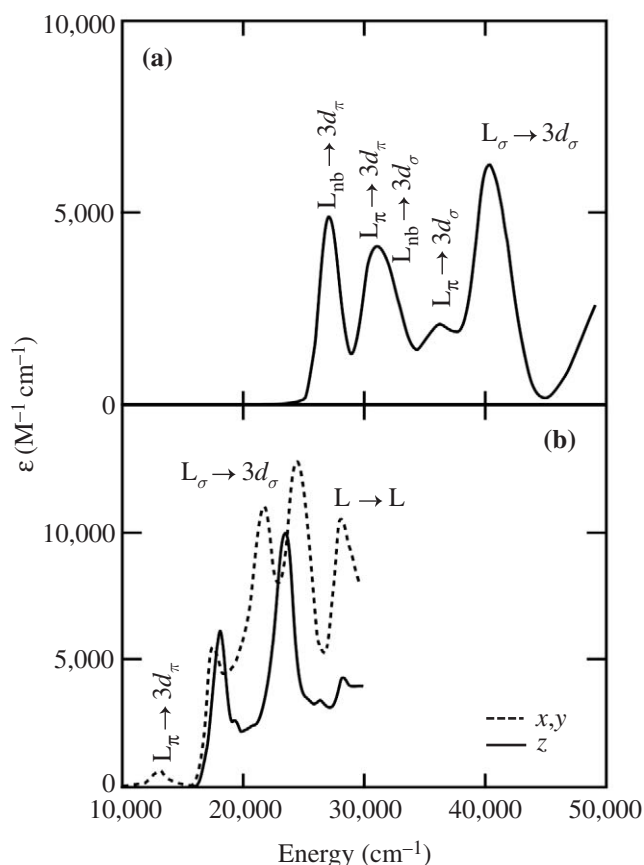 10,000
(a)
L_nb → 3d_π
L_π → 3d_π
L_nb → 3d_σ
L_π → 3d_σ
L_σ → 3d_σ
5,000
0
ε (M⁻¹ cm⁻¹)
(b)
L_σ → 3d_σ
L → L
10,000
5,000
L_π → 3d_π
x,y
z
0
10,000 20,000 30,000 40,000 50,000
Energy (cm⁻¹)